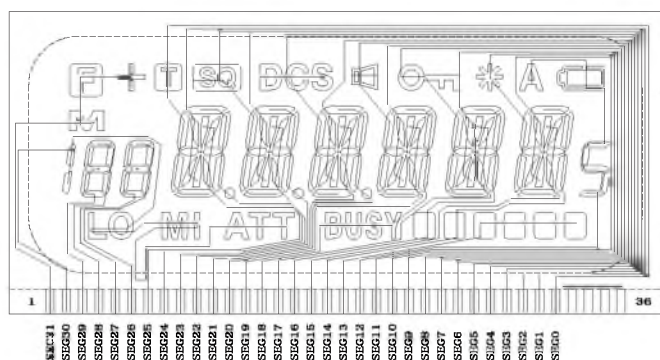 F + T SQ DCS A
M
188 5
LO MI ATT BUSY
1 36
SEG30 SEG29 SEG28 SEG27 SEG26 SEG25 SEG24 SEG23 SEG22 SEG21 SEG20 SEG19 SEG18 SEG17 SEG16 SEG15 SEG14 SEG13 SEG12 SEG11 SEG10 SEG9 SEG8 SEG7 SEG6 SEG5 SEG4 SEG3 SEG2 SEG1 SEG0